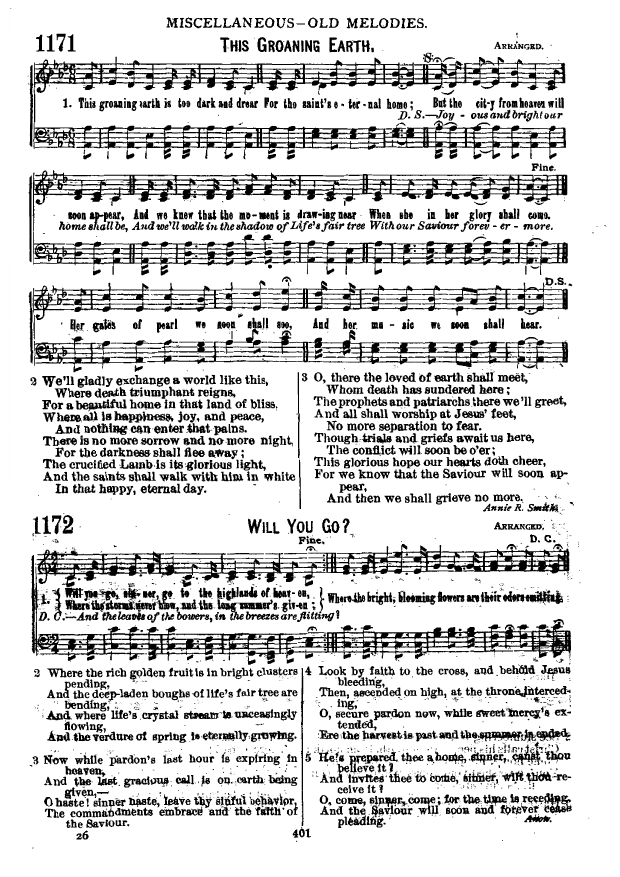 MISCELLANEOUS—OLD MELODIES.
1171 THIS GROANING EARTH. ARRANGED.
1. This groaning earth is too dark and drear For the saint's e - ter - nal home; But the cit-y from heaven will
D. S.—Joy - ous and bright our
soon ap-pear, And we know that the mo-ment is draw-ing near When she in her glory shall come.
Fine.
home shall be, And we'll walk in the shadow of Life's fair tree With our Saviour forev - er - more.
D.S.
Her gates of pearl we soon shall see, And her mu - sic we soon shall hear.
2 We'll gladly exchange a world like this,
Where death triumphant reigns,
For a beautiful home in that land of bliss,
Where all is happiness, joy, and peace,
And nothing can enter that pains.
There is no more sorrow and no more night,
For the darkness shall flee away;
The crucified Lamb is its glorious light,
And the saints shall walk with him in white
In that happy, eternal day.
3 O, there the loved of earth shall meet,
Whom death has sundered here;
The prophets and patriarchs there we'll greet,
And all shall worship at Jesus' feet,
No more separation to fear.
Though trials and griefs await us here,
The conflict will soon be o'er;
This glorious hope our hearts doth cheer,
For we know that the Saviour will soon ap-
pear,
And then we shall grieve no more.
Annie R. Smith.
1172 WILL YOU GO? ARRANGED.
Fine. D. C.
1. Will you go, sin-ner, go to the highlands of heav-en,
Where the storms never blow, and the long summer's giv-en;
Where the bright, blooming flowers are their odors emitting,
D. C.—And the leaves of the bowers, in the breezes are flitting?
2 Where the rich golden fruit is in bright clusters
pending,
And the deep-laden boughs of life's fair tree are
bending;
And where life's crystal stream is unceasingly
flowing,
And the verdure of spring is eternally growing.
3 Now while pardon's last hour is expiring in
heaven,
And the last gracious call is on earth being
given,—
O haste! sinner haste, leave thy sinful behavior,
The commandments embrace and the faith of
the Saviour.
4 Look by faith to the cross, and behold Jesus
bleeding,
Then, ascended on high, at the throne interced-
ing,
O, secure pardon now, while sweet mercy's ex-
tended,
Ere the harvest is past and the summer is ended.
5 He's prepared thee a home, sinner, canst thou
believe it?
And invites thee to come, sinner, wilt thou re-
ceive it?
O, come, sinner, come; for the time is receding,
And the Saviour will soon and forever cease
pleading.
Anon.
26 401